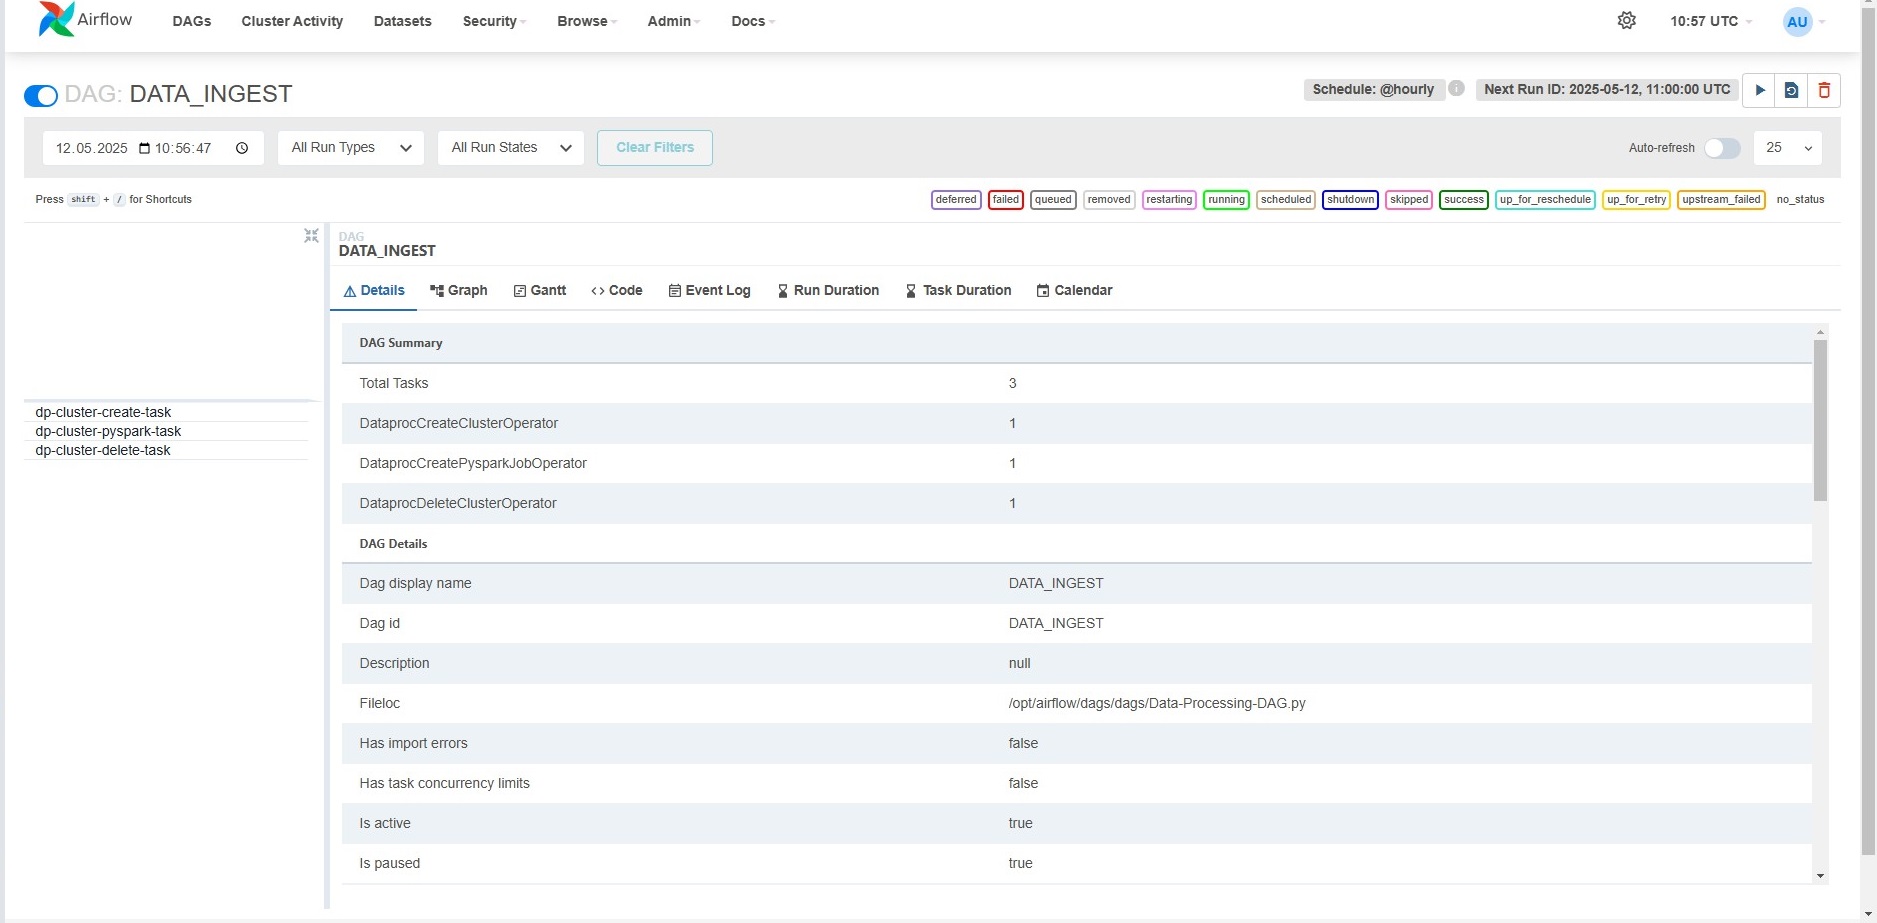 Airflow DAGs Cluster Activity Datasets Security Browse Admin Docs 10:57 UTC AU
DAG: DATA_INGEST Schedule: @hourly i Next Run ID: 2025-05-12, 11:00:00 UTC
12.05.2025 10:56:47 All Run Types All Run States Clear Filters Auto-refresh 25
Press shift + / for Shortcuts deferred failed queued removed restarting running scheduled shutdown skipped success up_for_reschedule up_for_retry upstream_failed no_status
DAG
DATA_INGEST
Details Graph Gantt Code Event Log Run Duration Task Duration Calendar
dp-cluster-create-task
dp-cluster-pyspark-task
dp-cluster-delete-task
DAG Summary
Total Tasks 3
DataprocCreateClusterOperator 1
DataprocCreatePysparkJobOperator 1
DataprocDeleteClusterOperator 1
DAG Details
Dag display name DATA_INGEST
Dag id DATA_INGEST
Description null
Fileloc /opt/airflow/dags/dags/Data-Processing-DAG.py
Has import errors false
Has task concurrency limits false
Is active true
Is paused true